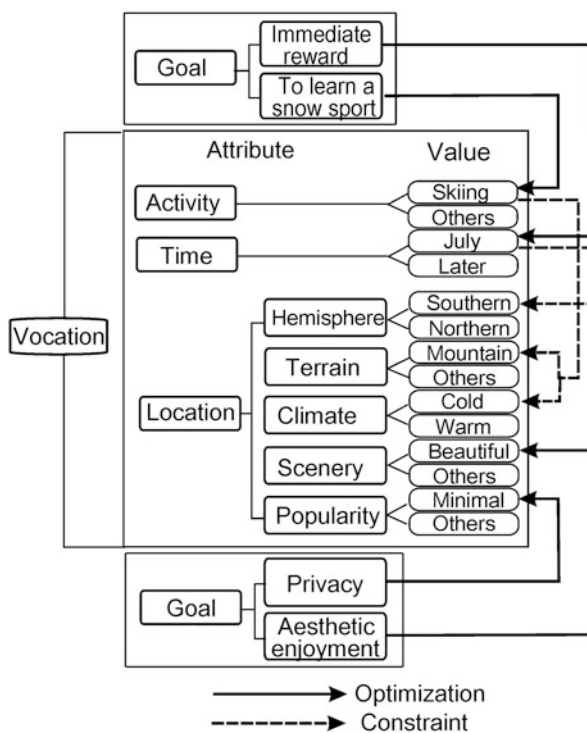 Goal
Immediate
reward
To learn a
snow sport
Attribute
Value
Activity
Skiing
Others
Time
July
Later
Vocation
Location
Hemisphere
Southern
Northern
Terrain
Mountain
Others
Climate
Cold
Warm
Scenery
Beautiful
Others
Popularity
Minimal
Others
Goal
Privacy
Aesthetic
enjoyment
Optimization
Constraint